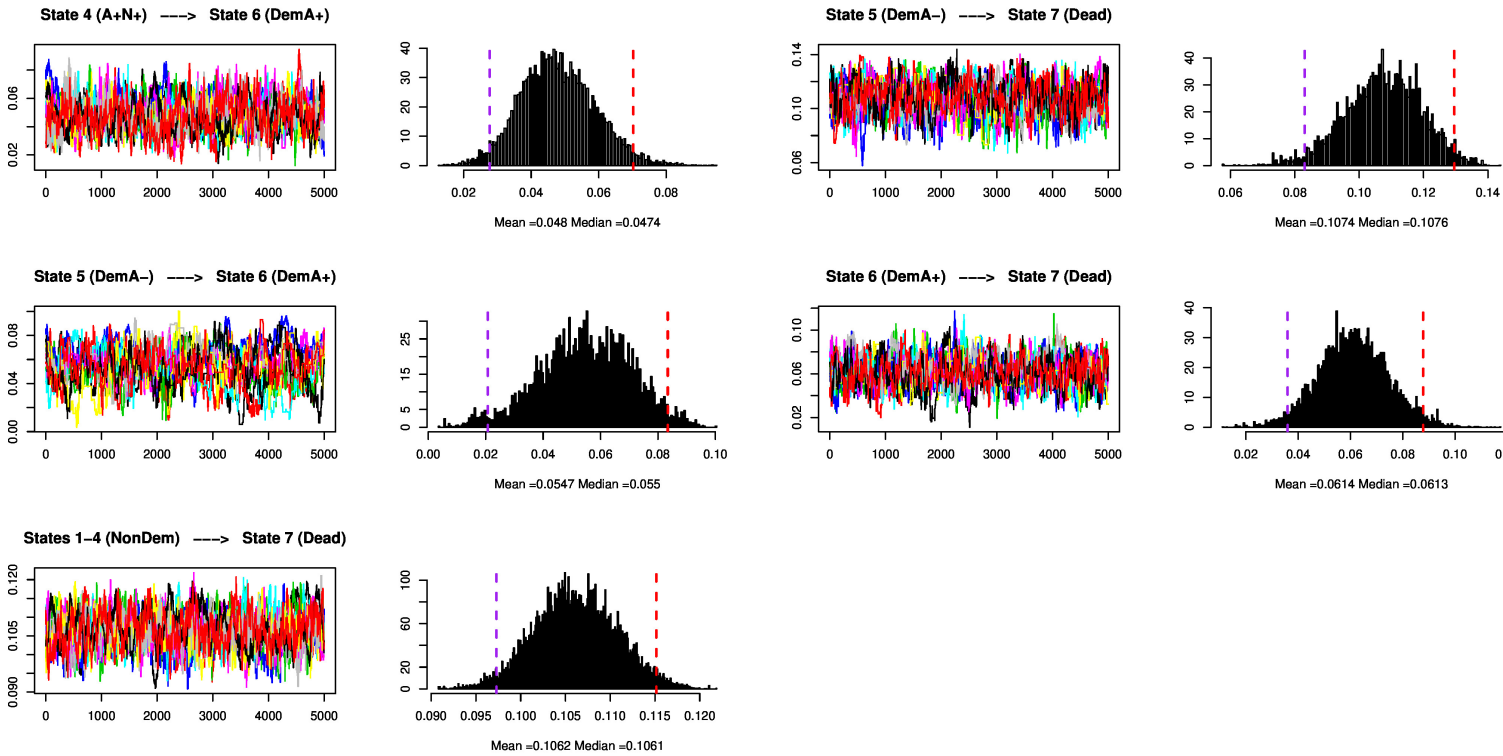 State 4 (A+N+) −−−> State 6 (DemA+)
0.02 0.06
0 1000 2000 3000 4000 5000
0 10 20 30 40
0.02 0.04 0.06 0.08
Mean =0.048 Median =0.0474
State 5 (DemA−) −−−> State 7 (Dead)
0.06 0.10 0.14
0 1000 2000 3000 4000 5000
0 10 20 30 40
0.06 0.08 0.10 0.12 0.14
Mean =0.1074 Median =0.1076
State 5 (DemA−) −−−> State 6 (DemA+)
0.00 0.04 0.08
0 1000 2000 3000 4000 5000
0 5 15 25
0.00 0.02 0.04 0.06 0.08 0.10
Mean =0.0547 Median =0.055
State 6 (DemA+) −−−> State 7 (Dead)
0.02 0.06 0.10
0 1000 2000 3000 4000 5000
0 10 20 30 40
0.02 0.04 0.06 0.08 0.10
Mean =0.0614 Median =0.0613
States 1−4 (NonDem) −−−> State 7 (Dead)
0.090 0.105 0.120
0 1000 2000 3000 4000 5000
0 20 60 100
0.090 0.095 0.100 0.105 0.110 0.115 0.120
Mean =0.1062 Median =0.1061